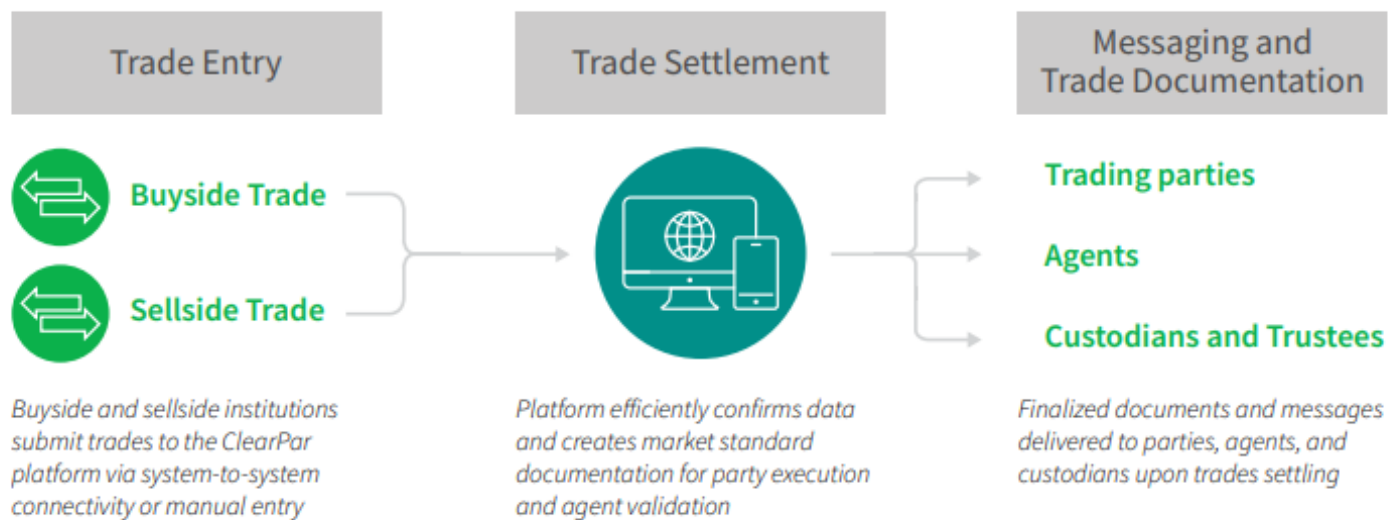 Trade Entry
Trade Settlement
Messaging and
Trade Documentation
Buyside Trade
Sellside Trade
Trading parties
Agents
Custodians and Trustees
Buyside and sellside institutions
submit trades to the ClearPar
platform via system-to-system
connectivity or manual entry
Platform efficiently confirms data
and creates market standard
documentation for party execution
and agent validation
Finalized documents and messages
delivered to parties, agents, and
custodians upon trades settling